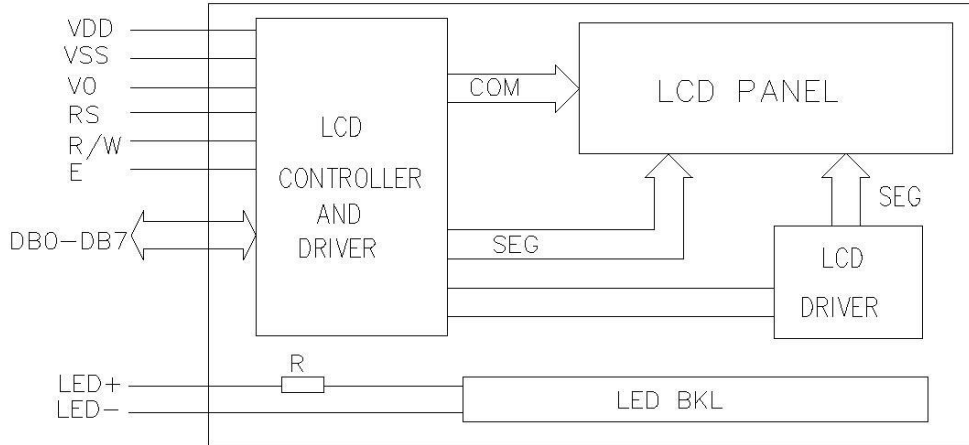 VDD
VSS
V0
RS
R/W
E
DB0-DB7
LED+
LED-
LCD
CONTROLLER
AND
DRIVER
COM
SEG
LCD PANEL
SEG
LCD
DRIVER
R
LED BKL